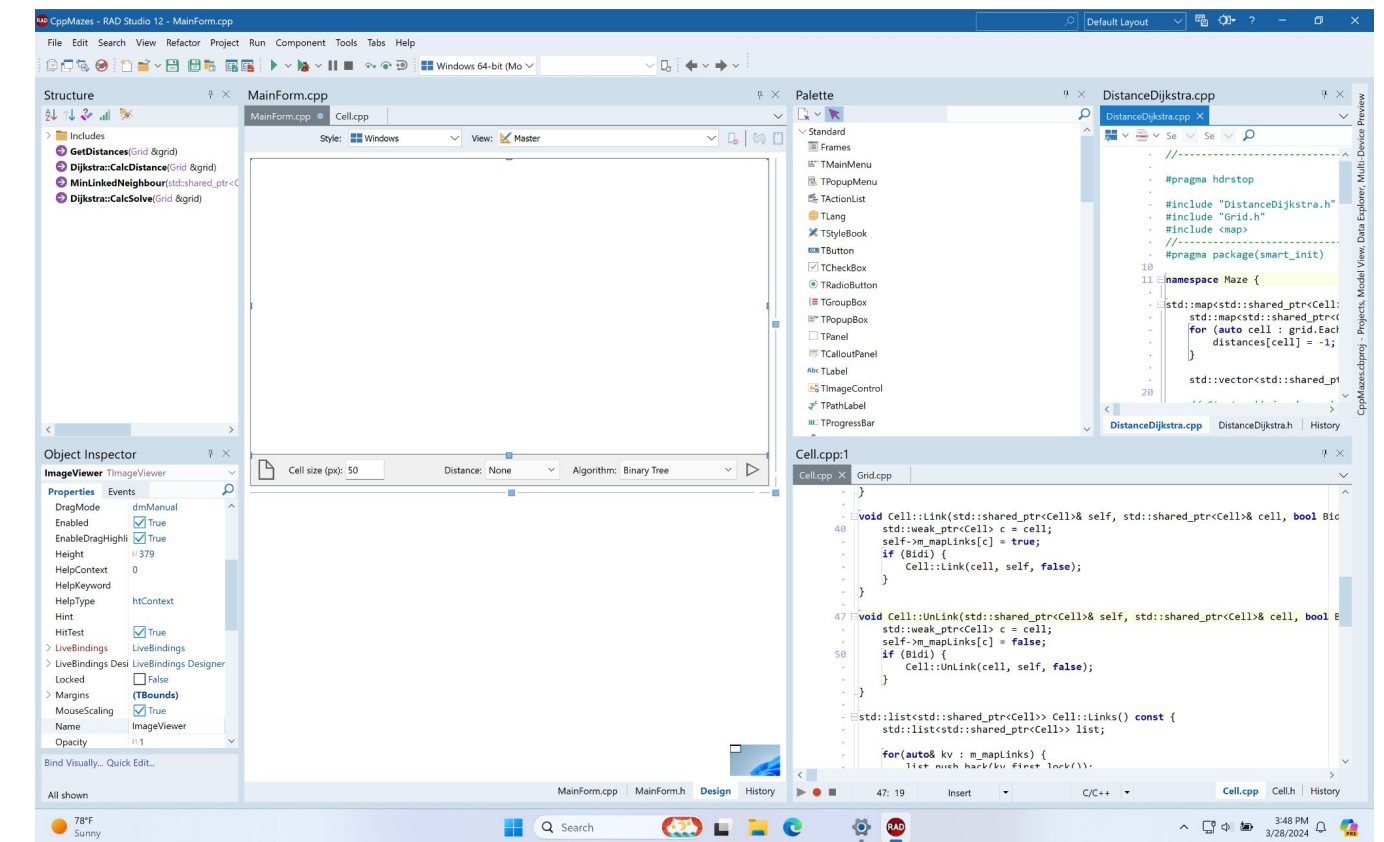 RAD CppMazes - RAD Studio 12 - MainForm.cpp
Default Layout
?
File Edit Search View Refactor Project Run Component Tools Tabs Help
Windows 64-bit (Mo
Structure
Includes
GetDistances(Grid &grid)
Dijkstra::CalcDistance(Grid &grid)
MinLinkedNeighbour(std::shared_ptr<C
Dijkstra::CalcSolve(Grid &grid)
Object Inspector
ImageViewer TImageViewer
Properties Events
DragMode dmManual
Enabled True
EnableDragHighli True
Height 379
HelpContext 0
HelpKeyword
HelpType htContext
Hint
HitTest True
LiveBindings LiveBindings
LiveBindings Desi LiveBindings Designer
Locked False
Margins (TBounds)
MouseScaling True
Name ImageViewer
Opacity 1
Bind Visually... Quick Edit...
All shown
MainForm.cpp
MainForm.cpp Cell.cpp
Style: Windows View: Master
Cell size (px): 50 Distance: None Algorithm: Binary Tree
MainForm.cpp MainForm.h Design History
Palette
Standard
Frames
TMainMenu
TPopupMenu
TActionList
TLang
TStyleBook
TButton
TCheckBox
TRadioButton
TGroupBox
TPopupBox
TPanel
TCalloutPanel
Abc TLabel
TImageControl
TPathLabel
TProgressBar
DistanceDijkstra.cpp
DistanceDijkstra.cpp
Se Se
//----------------------------
#pragma hdrstop
#include "DistanceDijkstra.h"
#include "Grid.h"
#include <map>
//----------------------------
#pragma package(smart_init)
10
11 namespace Maze {
std::map<std::shared_ptr<Cell:
std::map<std::shared_ptr<C
for (auto cell : grid.Each
distances[cell] = -1;
}
std::vector<std::shared_pt
20
DistanceDijkstra.cpp DistanceDijkstra.h History
CppMazes.cbproj - Projects, Model View, Data Explorer, Multi-Device Preview
Cell.cpp:1
Cell.cpp Grid.cpp
}
void Cell::Link(std::shared_ptr<Cell>& self, std::shared_ptr<Cell>& cell, bool Bid
40 std::weak_ptr<Cell> c = cell;
self->m_mapLinks[c] = true;
if (Bidi) {
Cell::Link(cell, self, false);
}
}
47 void Cell::UnLink(std::shared_ptr<Cell>& self, std::shared_ptr<Cell>& cell, bool B
std::weak_ptr<Cell> c = cell;
self->m_mapLinks[c] = false;
50 if (Bidi) {
Cell::UnLink(cell, self, false);
}
}
std::list<std::shared_ptr<Cell>> Cell::Links() const {
std::list<std::shared_ptr<Cell>> list;
for(auto& kv : m_mapLinks) {
list.push_back(kv.first.lock());
47: 19 Insert C/C++ Cell.cpp Cell.h History
78°F
Sunny
Search
RAD
3:48 PM
3/28/2024
PRE